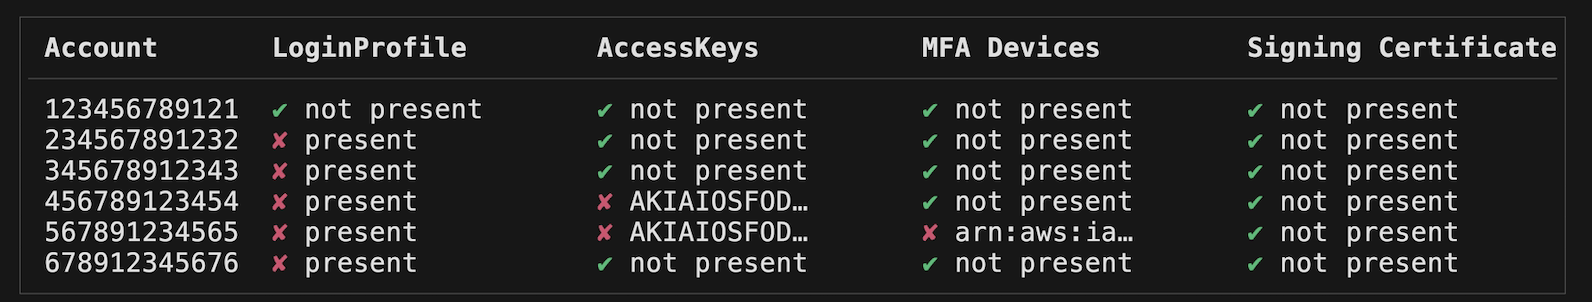 Account LoginProfile AccessKeys MFA Devices Signing Certificate
123456789121 ✔ not present ✔ not present ✔ not present ✔ not present
234567891232 ✘ present ✔ not present ✔ not present ✔ not present
345678912343 ✘ present ✔ not present ✔ not present ✔ not present
456789123454 ✘ present ✘ AKIAIOSFOD… ✔ not present ✔ not present
567891234565 ✘ present ✘ AKIAIOSFOD… ✘ arn:aws:ia… ✔ not present
678912345676 ✘ present ✔ not present ✔ not present ✔ not present